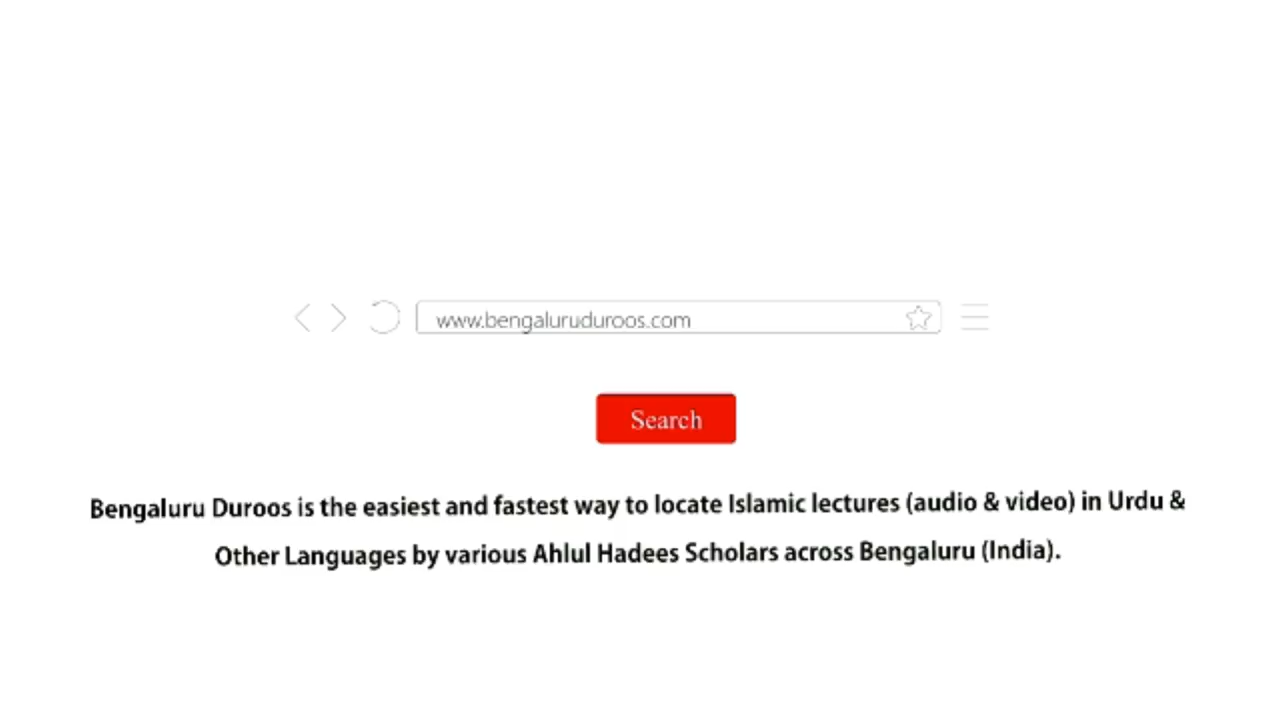 www.bengaluruduroos.com
Search
Bengaluru Duroos is the easiest and fastest way to locate Islamic lectures (audio & video) in Urdu &
Other Languages by various Ahlul Hadees Scholars across Bengaluru (India).